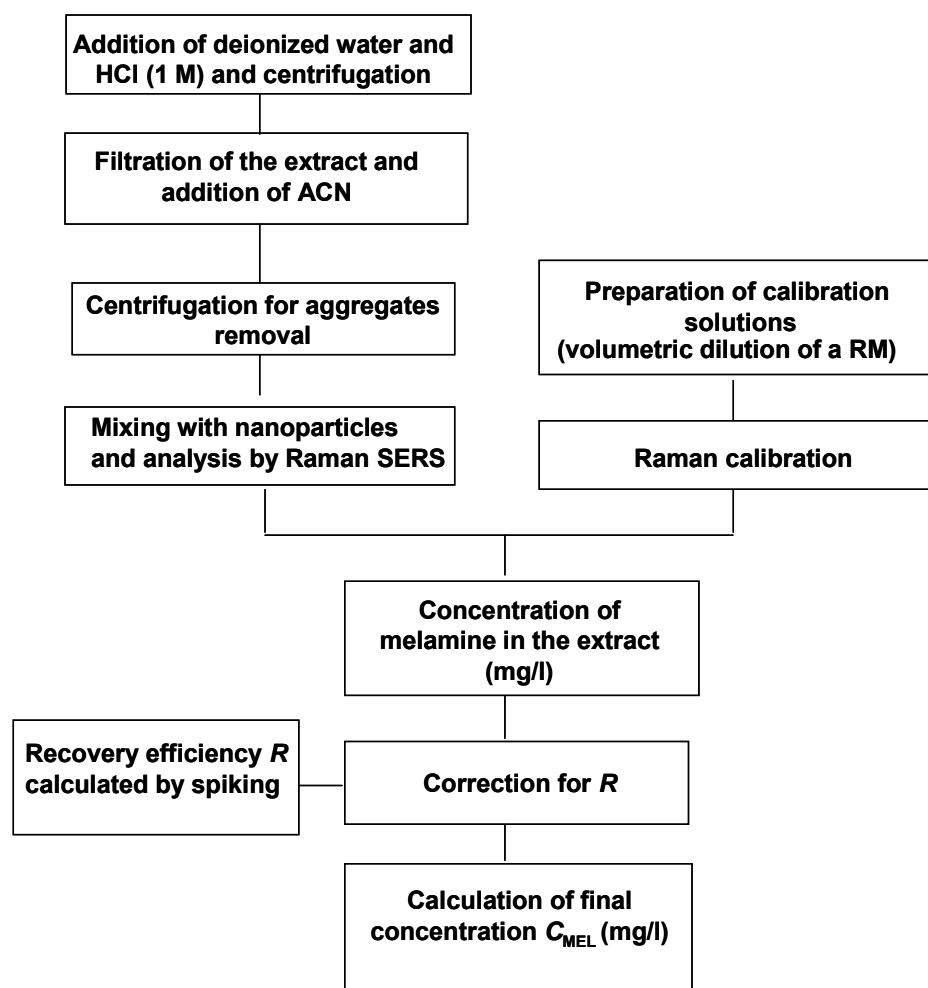 Addition of deionized water and
HCl (1 M) and centrifugation
Filtration of the extract and
addition of ACN
Centrifugation for aggregates
removal
Mixing with nanoparticles
and analysis by Raman SERS
Preparation of calibration
solutions
(volumetric dilution of a RM)
Raman calibration
Concentration of
melamine in the extract
(mg/l)
Recovery efficiency R
calculated by spiking
Correction for R
Calculation of final
concentration CMEL (mg/l)